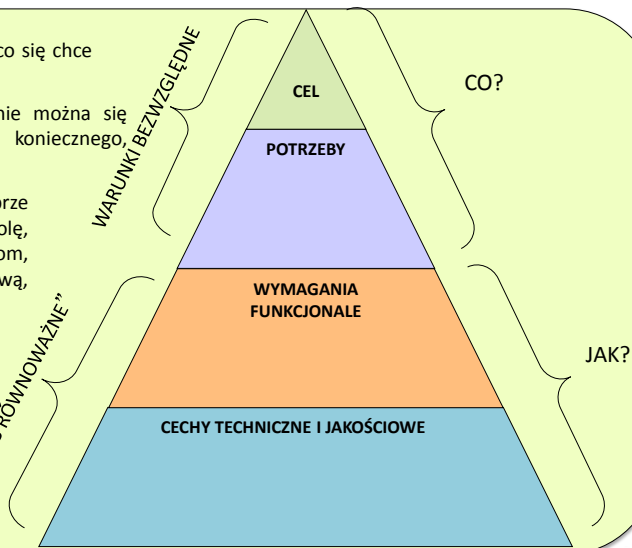 co się chce
nie można się
koniecznego,
orze
olę,
om,
wą,
WARUNKI BEZWZGLĘDNE
RÓWNOWAŻNE”
CEL
POTRZEBY
WYMAGANIA
FUNKCJONALE
CECHY TECHNICZNE I JAKOŚCIOWE
CO?
JAK?